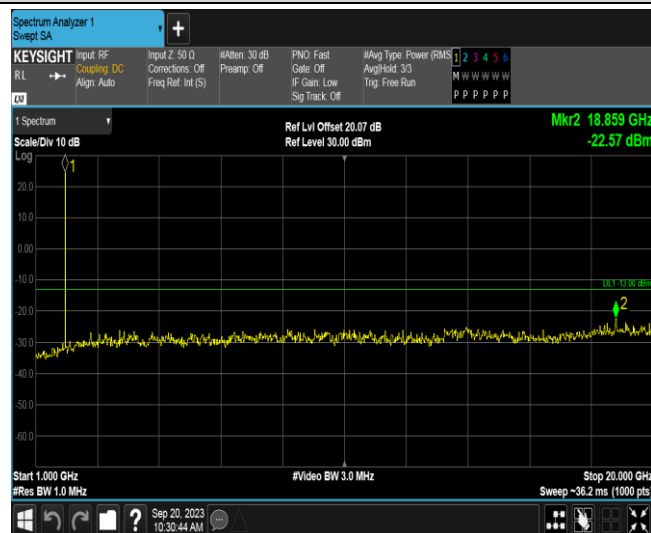 Spectrum Analyzer 1
Swept SA
+
KEYSIGHT Input: RF Input Z: 50 Ω #Atten: 30 dB PNO: Fast #Avg Type: Power (RMS 1 2 3 4 5 6
RL Coupling: DC Corrections: Off Preamp: Off Gate: Off Avg|Hold: 3/3 M W W W W W
Align: Auto Freq Ref: Int (S) IF Gain: Low Trig: Free Run
Sig Track: Off P P P P P P
1 Spectrum Ref Lvl Offset 20.07 dB Mkr2 18.859 GHz
Scale/Div 10 dB Ref Level 30.00 dBm -22.57 dBm
Log
1
20.0
10.0
0.00
-10.0
DL1 -13.00 dBm
-20.0
2
-30.0
-40.0
-50.0
-60.0
Start 1.000 GHz #Video BW 3.0 MHz Stop 20.000 GHz
#Res BW 1.0 MHz Sweep ~36.2 ms (1000 pts)
? Sep 20, 2023
10:30:44 AM